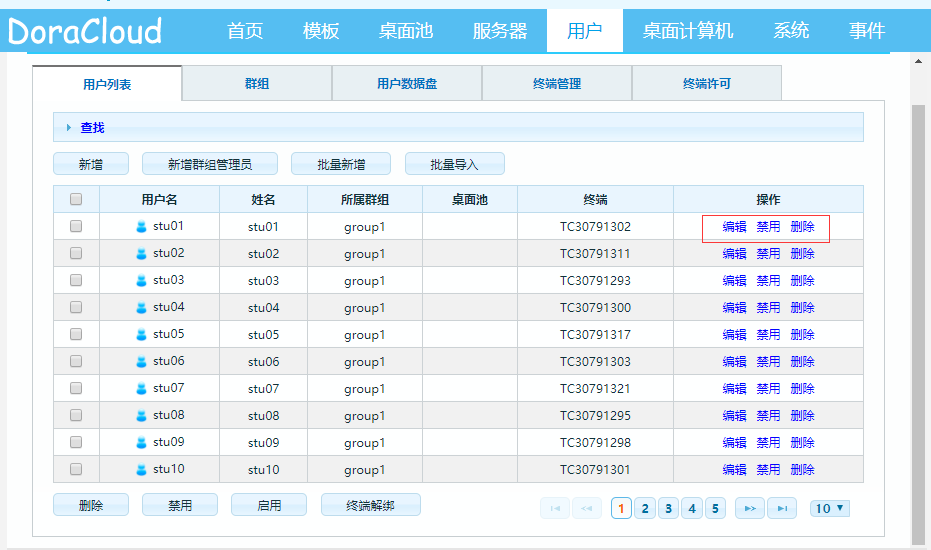 DoraCloud 首页 模板 桌面池 服务器 用户 桌面计算机 系统 事件
用户列表 群组 用户数据盘 终端管理 终端许可
查找
新增 新增群组管理员 批量新增 批量导入
用户名 姓名 所属群组 桌面池 终端 操作
stu01 stu01 group1 TC30791302 编辑 禁用 删除
stu02 stu02 group1 TC30791311 编辑 禁用 删除
stu03 stu03 group1 TC30791293 编辑 禁用 删除
stu04 stu04 group1 TC30791300 编辑 禁用 删除
stu05 stu05 group1 TC30791317 编辑 禁用 删除
stu06 stu06 group1 TC30791303 编辑 禁用 删除
stu07 stu07 group1 TC30791321 编辑 禁用 删除
stu08 stu08 group1 TC30791295 编辑 禁用 删除
stu09 stu09 group1 TC30791298 编辑 禁用 删除
stu10 stu10 group1 TC30791301 编辑 禁用 删除
删除 禁用 启用 终端解绑 1 2 3 4 5 10